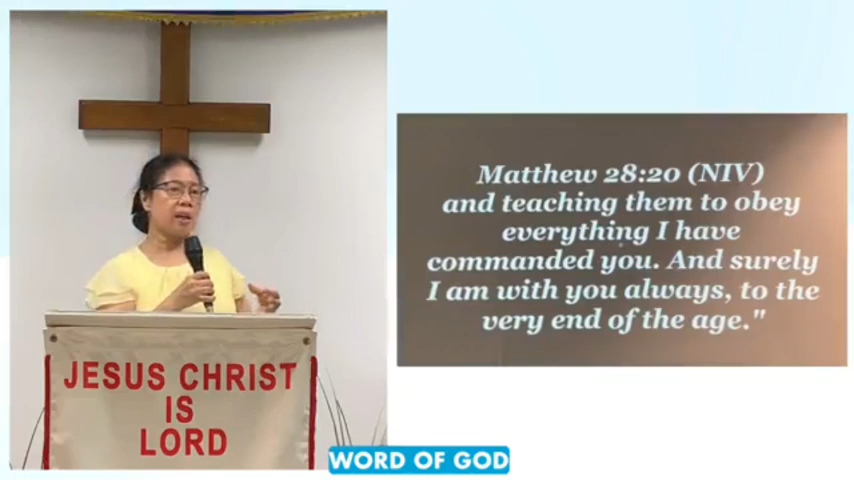 JESUS CHRIST
IS
LORD
Matthew 28:20 (NIV)
and teaching them to obey
everything I have
commanded you. And surely
I am with you always, to the
very end of the age."
WORD OF GOD